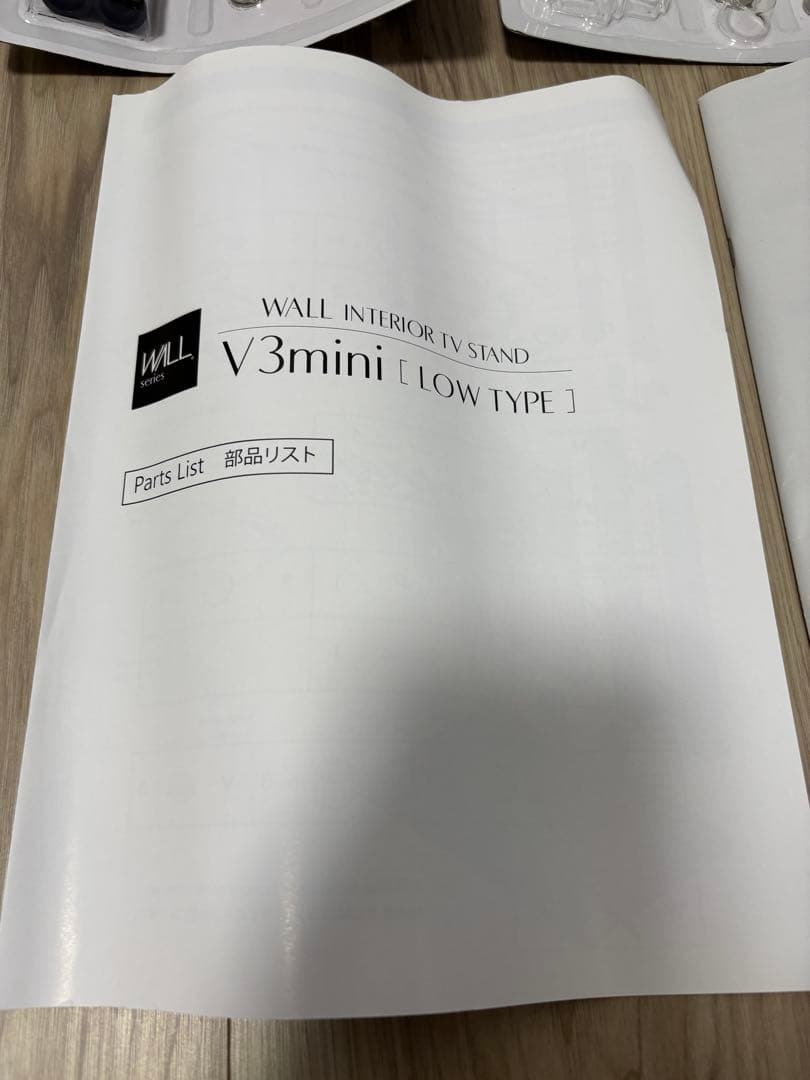 WALL INTERIOR TV STAND
WALL
series
V3mini [ LOW TYPE ]
Parts List 部品リスト